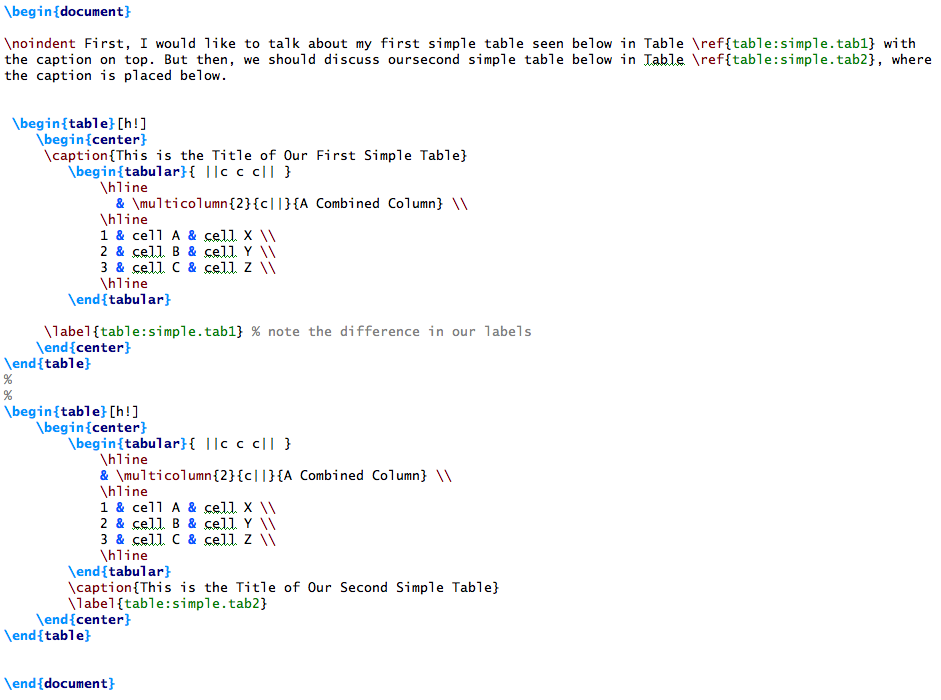 \begin{document}
\noindent First, I would like to talk about my first simple table seen below in Table \ref{table:simple.tab1} with
the caption on top. But then, we should discuss oursecond simple table below in Table \ref{table:simple.tab2}, where
the caption is placed below.
\begin{table}[h!]
\begin{center}
\caption{This is the Title of Our First Simple Table}
\begin{tabular}{ ||c c c|| }
\hline
& \multicolumn{2}{c||}{A Combined Column} \\
\hline
1 & cell A & cell X \\
2 & cell B & cell Y \\
3 & cell C & cell Z \\
\hline
\end{tabular}
\label{table:simple.tab1} % note the difference in our labels
\end{center}
\end{table}
%
%
\begin{table}[h!]
\begin{center}
\begin{tabular}{ ||c c c|| }
\hline
& \multicolumn{2}{c||}{A Combined Column} \\
\hline
1 & cell A & cell X \\
2 & cell B & cell Y \\
3 & cell C & cell Z \\
\hline
\end{tabular}
\caption{This is the Title of Our Second Simple Table}
\label{table:simple.tab2}
\end{center}
\end{table}
\end{document}